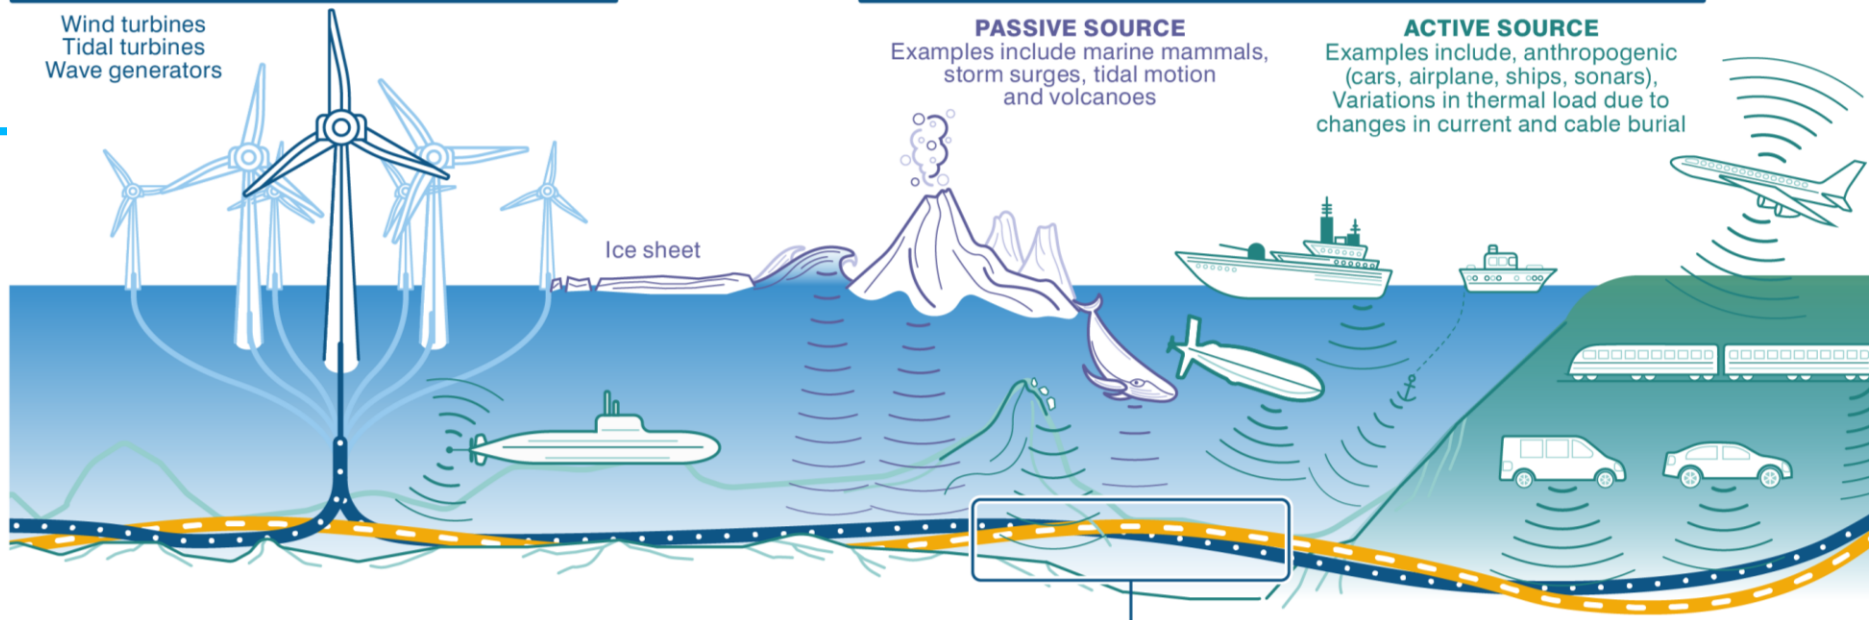 Wind turbines
Tidal turbines
Wave generators
PASSIVE SOURCE
Examples include marine mammals,
storm surges, tidal motion
and volcanoes
ACTIVE SOURCE
Examples include, anthropogenic
(cars, airplane, ships, sonars),
Variations in thermal load due to
changes in current and cable burial
Ice sheet